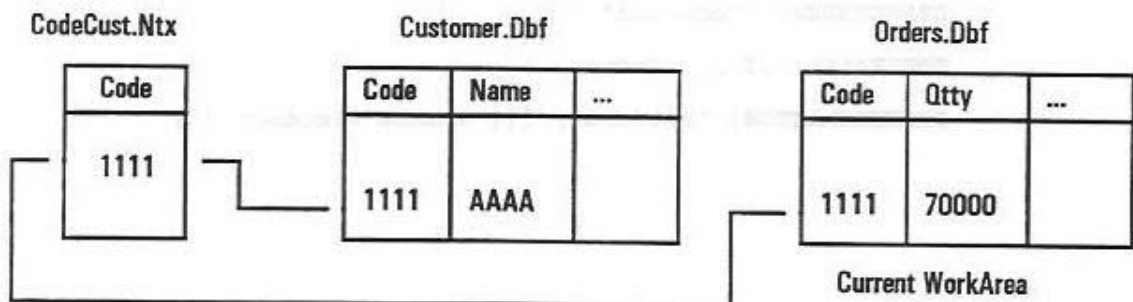 CodeCust.Ntx
Code
1111
Customer.Dbf
Code Name ...
1111 AAAA
Orders.Dbf
Code Qtty ...
1111 70000
Current WorkArea